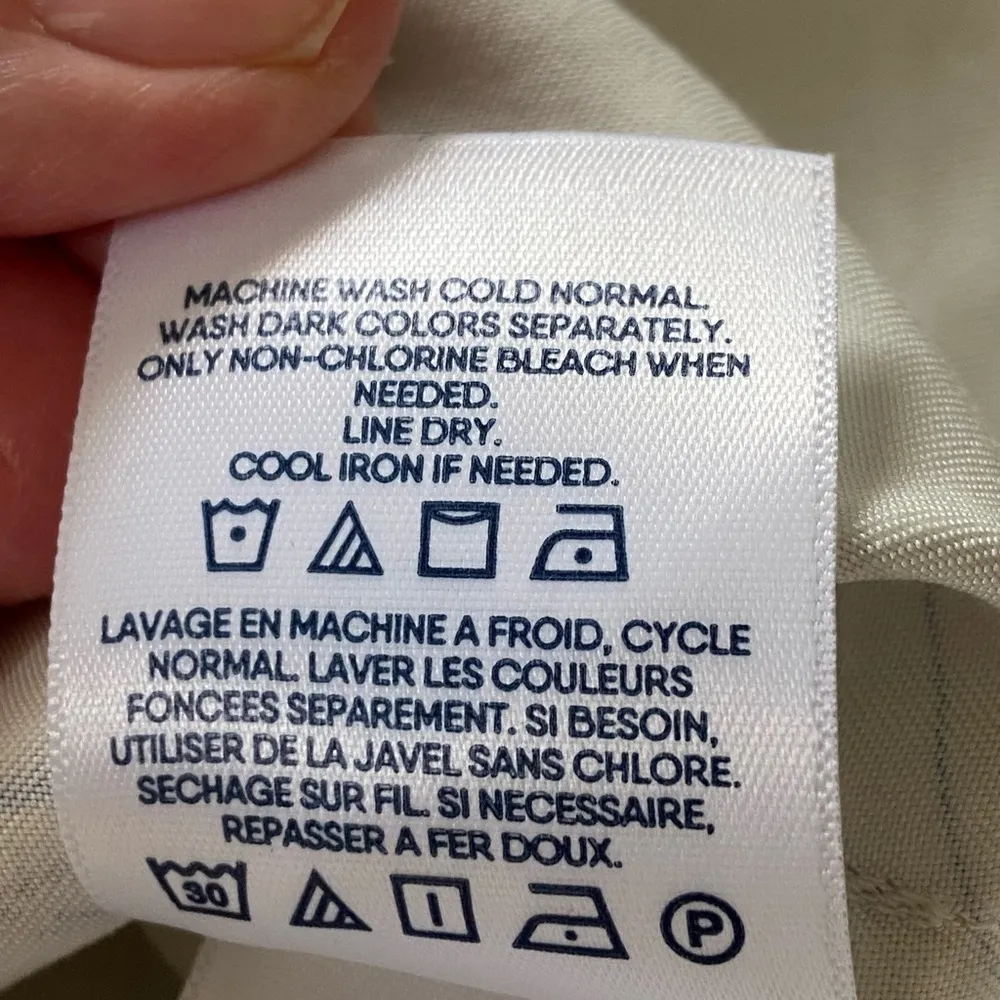 MACHINE WASH COLD NORMAL.
WASH DARK COLORS SEPARATELY.
ONLY NON-CHLORINE BLEACH WHEN
NEEDED.
LINE DRY.
COOL IRON IF NEEDED.
LAVAGE EN MACHINE A FROID, CYCLE
NORMAL. LAVER LES COULEURS
FONCEES SEPAREMENT. SI BESOIN,
UTILISER DE LA JAVEL SANS CHLORE.
SECHAGE SUR FIL. SI NECESSAIRE,
REPASSER A FER DOUX.
30 P